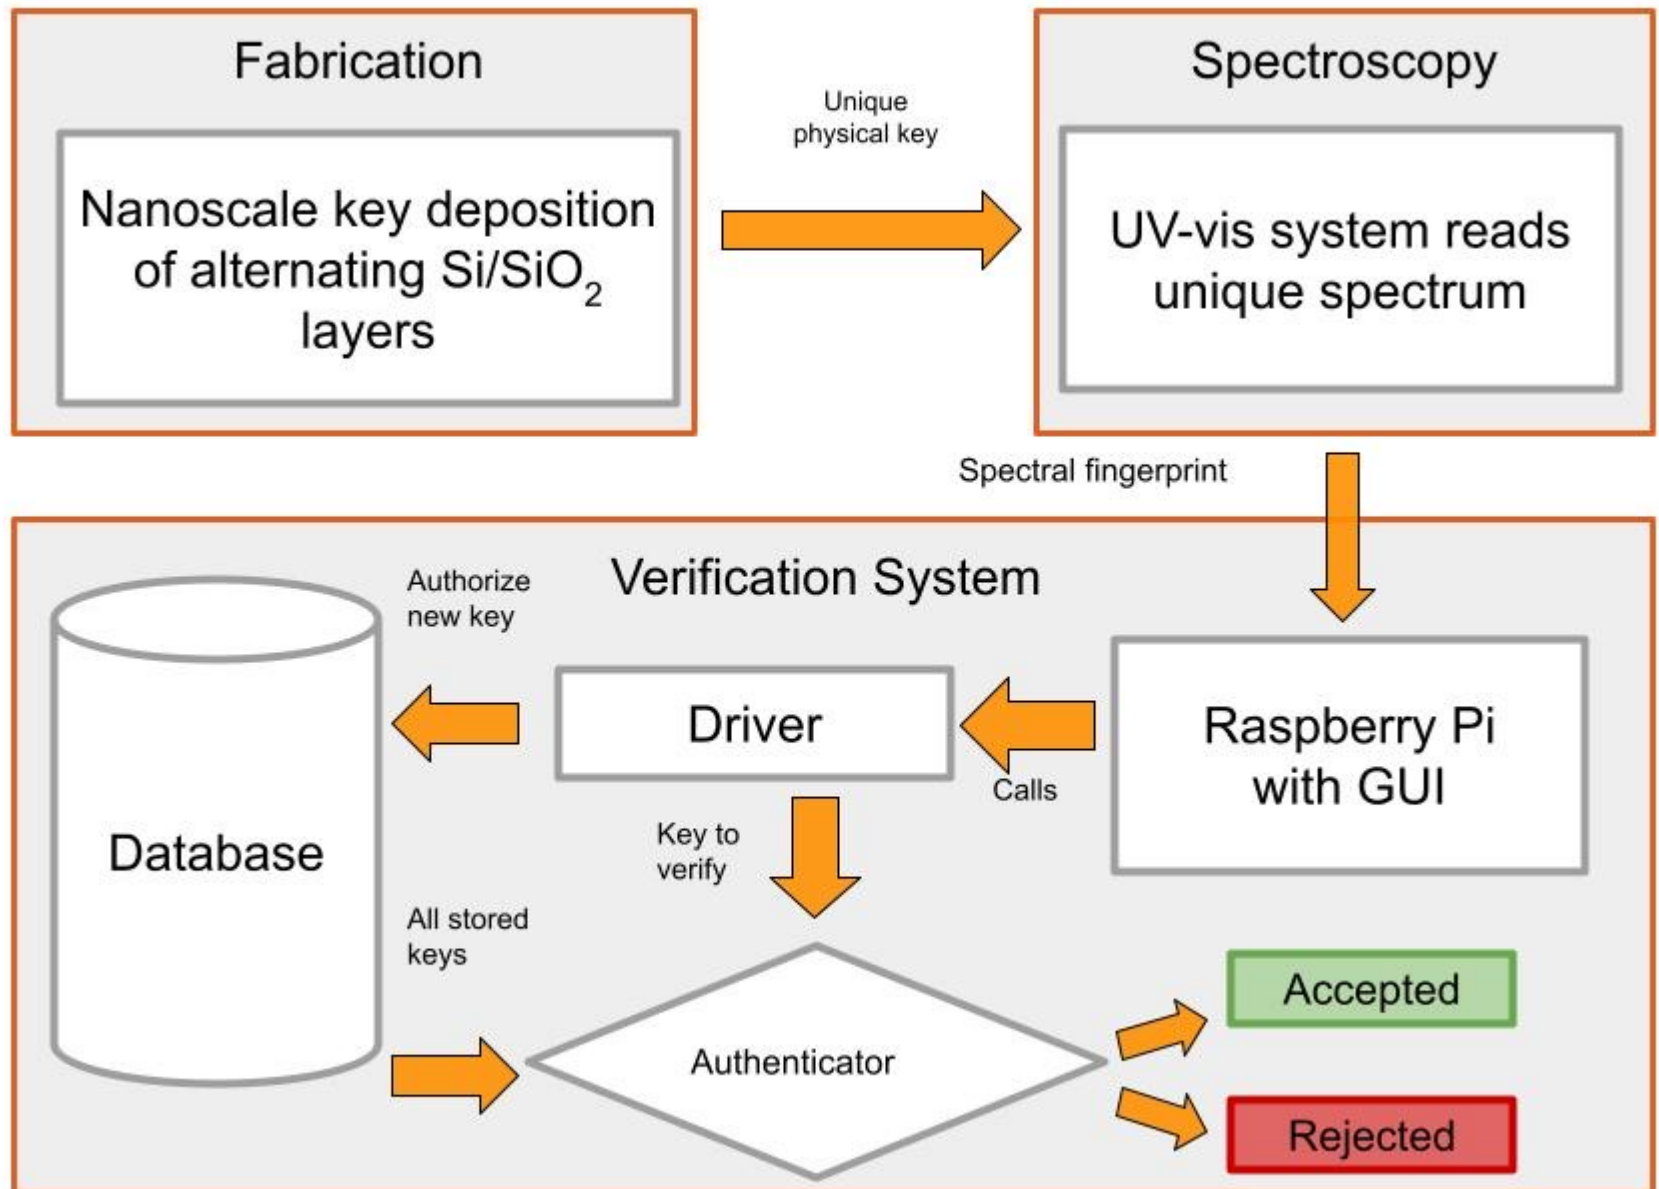 Fabrication
Nanoscale key deposition
of alternating Si/SiO₂
layers
Unique
physical key
Spectroscopy
UV-vis system reads
unique spectrum
Spectral fingerprint
Verification System
Authorize
new key
Database
Driver
Calls
Raspberry Pi
with GUI
Key to
verify
All stored
keys
Authenticator
Accepted
Rejected